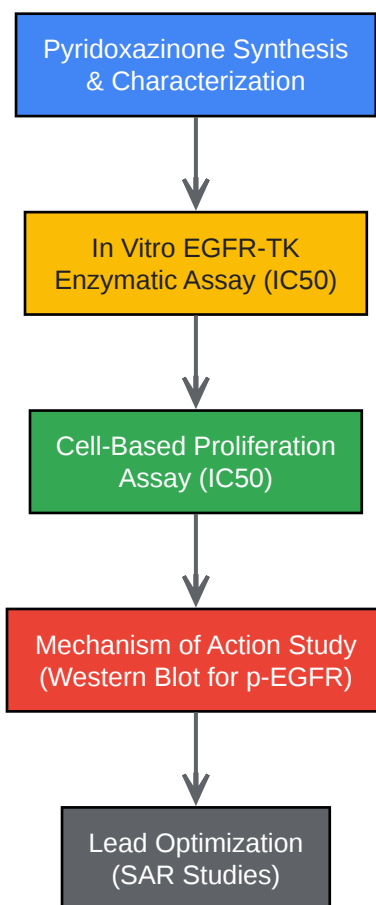 Pyridoxazinone Synthesis
& Characterization
In Vitro EGFR-TK
Enzymatic Assay (IC50)
Cell-Based Proliferation
Assay (IC50)
Mechanism of Action Study
(Western Blot for p-EGFR)
Lead Optimization
(SAR Studies)